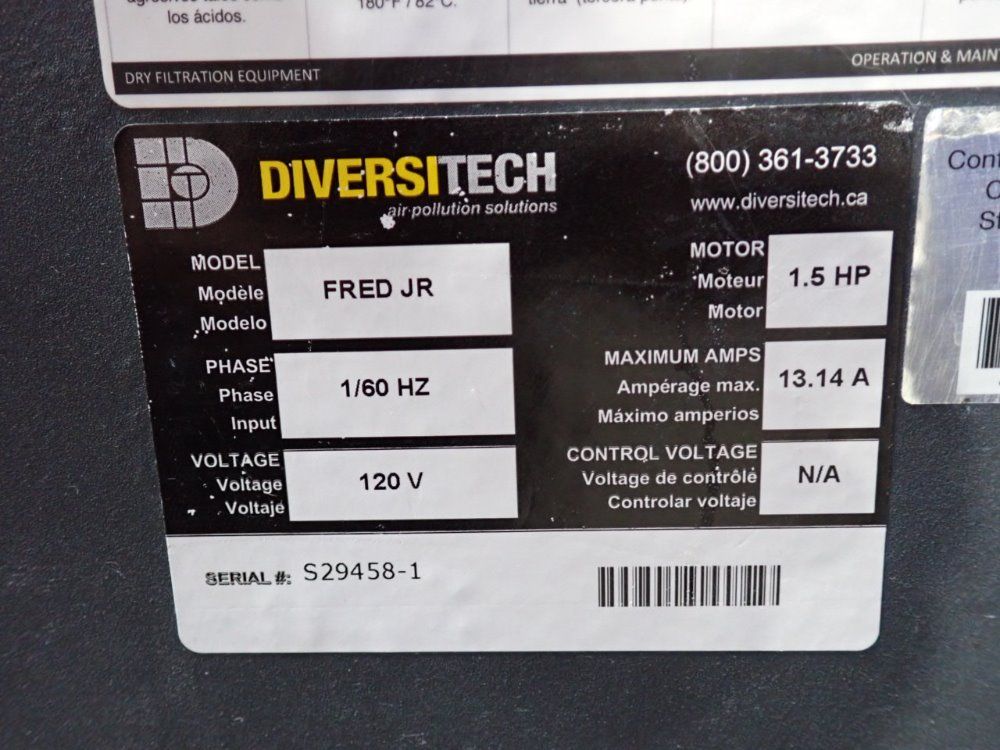 los ácidos.
180°F / 82°C.
DRY FILTRATION EQUIPMENT
OPERATION &
DIVERSITECH
air pollution solutions
(800) 361-3733
www.diversitech.ca
MODEL
Modèle
Modelo
FRED JR
MOTOR
Moteur
Motor
1.5 HP
PHASE
Phase
Input
1/60 HZ
MAXIMUM AMPS
Ampérage max.
Máximo amperios
13.14 A
VOLTAGE
Voltage
Voltaje
120 V
CONTROL VOLTAGE
Voltage de contrôle
Controlar voltaje
N/A
SERIAL #: S29458-1